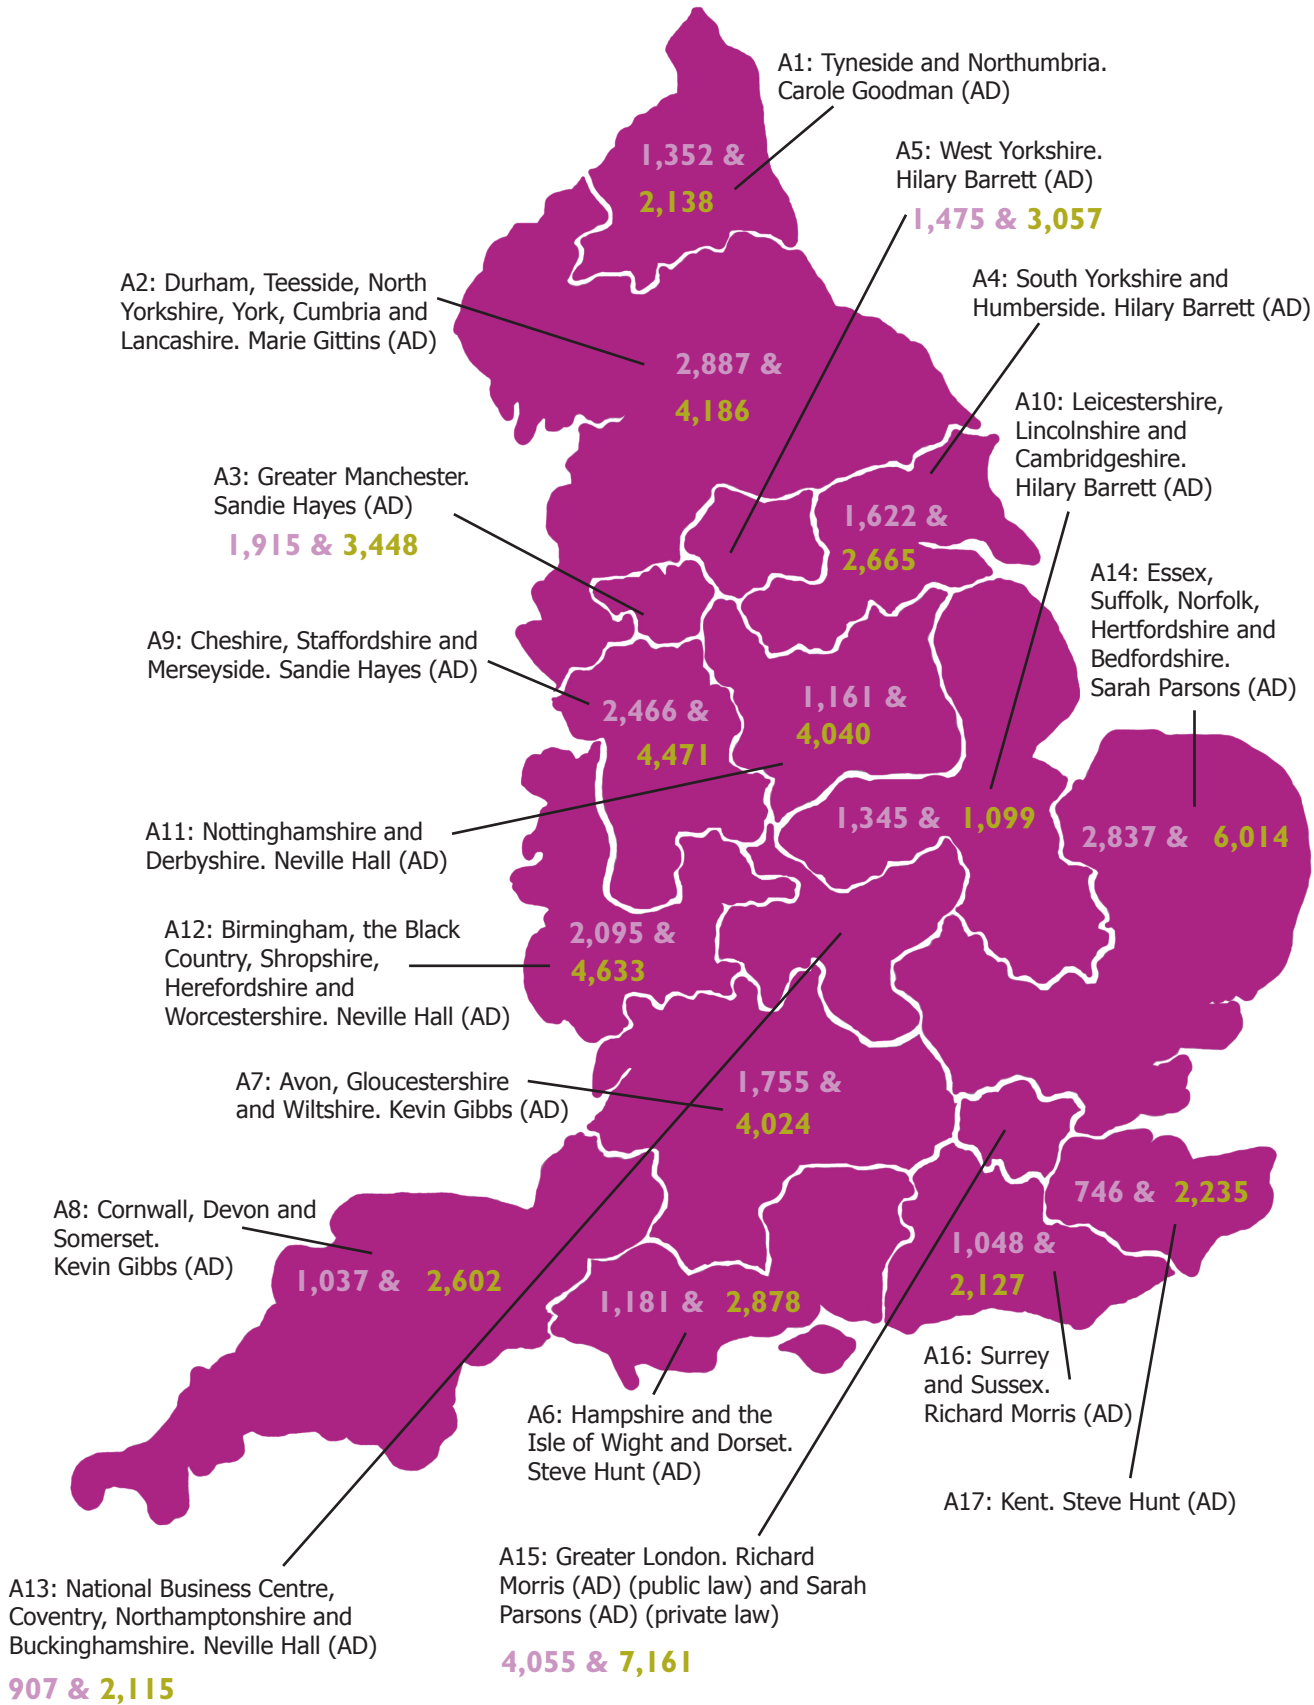 A1: Tyneside and Northumbria.
Carole Goodman (AD)
1,352 &
2,138
A5: West Yorkshire.
Hilary Barrett (AD)
1,475 & 3,057
A2: Durham, Teesside, North
Yorkshire, York, Cumbria and
Lancashire. Marie Gittins (AD)
2,887 &
4,186
A4: South Yorkshire and
Humberside. Hilary Barrett (AD)
1,622 &
2,665
A10: Leicestershire,
Lincolnshire and
Cambridgeshire.
Hilary Barrett (AD)
1,345 & 1,099
A3: Greater Manchester.
Sandie Hayes (AD)
1,915 & 3,448
A14: Essex,
Suffolk, Norfolk,
Hertfordshire and
Bedfordshire.
Sarah Parsons (AD)
2,837 & 6,014
A9: Cheshire, Staffordshire and
Merseyside. Sandie Hayes (AD)
2,466 &
4,471
1,161 &
4,040
A11: Nottinghamshire and
Derbyshire. Neville Hall (AD)
A12: Birmingham, the Black
Country, Shropshire,
Herefordshire and
Worcestershire. Neville Hall (AD)
2,095 &
4,633
A7: Avon, Gloucestershire
and Wiltshire. Kevin Gibbs (AD)
1,755 &
4,024
A8: Cornwall, Devon and
Somerset.
Kevin Gibbs (AD)
1,037 & 2,602
746 & 2,235
1,048 &
2,127
1,181 & 2,878
A16: Surrey
and Sussex.
Richard Morris (AD)
A6: Hampshire and the
Isle of Wight and Dorset.
Steve Hunt (AD)
A17: Kent. Steve Hunt (AD)
A15: Greater London. Richard
Morris (AD) (public law) and Sarah
Parsons (AD) (private law)
4,055 & 7,161
A13: National Business Centre,
Coventry, Northamptonshire and
Buckinghamshire. Neville Hall (AD)
907 & 2,115